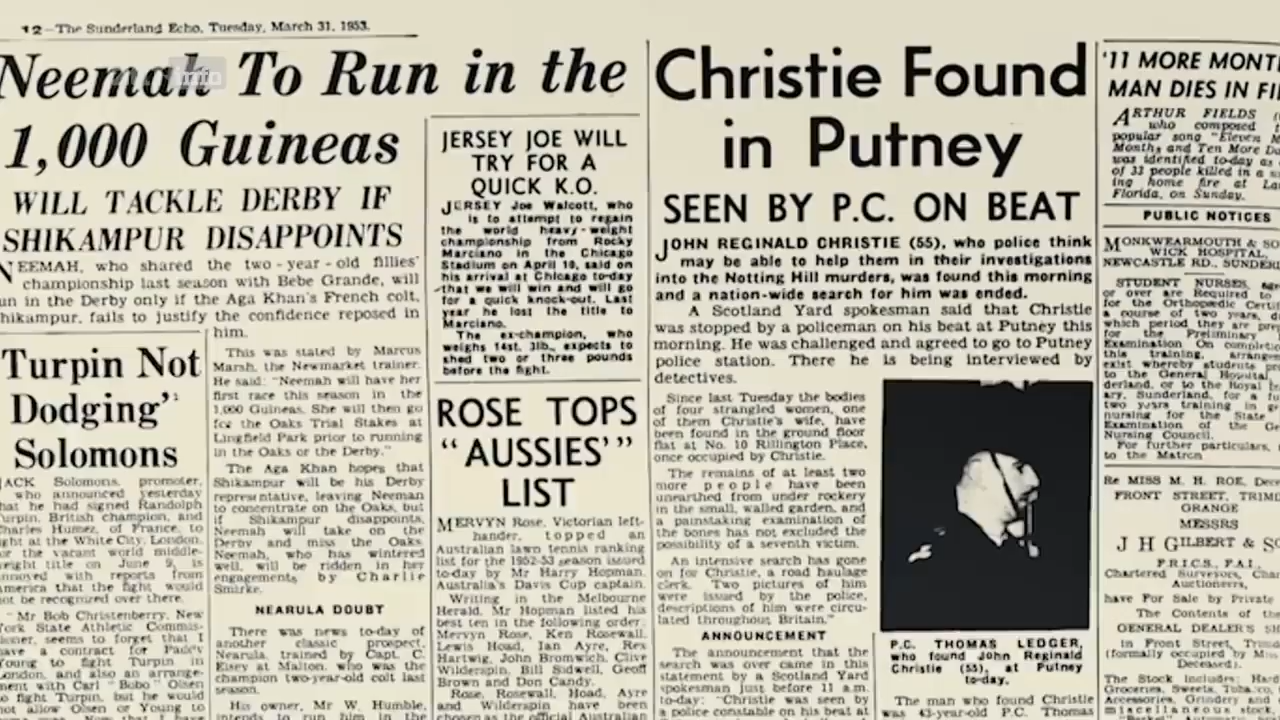 12—The Sunderland Echo, Tuesday, March 31, 1953.
Neemah To Run in the
1,000 Guineas
WILL TACKLE DERBY IF
SHIKAMPUR DISAPPOINTS
NEEMAH, who shared the two-year-old fillies'
championship last season with Bebe Grande, will
run in the Derby only if the Aga Khan's French colt,
Shikampur, fails to justify the confidence reposed in
him.
This was stated by Marcus
Marsh, the Newmarket trainer.
He said: "Neemah will have her
first race this season in the
1,000 Guineas. She will then go
for the Oaks Trial Stakes at
Lingfield Park prior to running
in the Oaks or the Derby."
The Aga Khan hopes that
Shikampur will be his Derby
representative, leaving Neemah
to concentrate on the Oaks, but
if Shikampur disappoints,
Neemah will take on the
Derby and miss the Oaks.
Neemah, who has wintered
well, will be ridden in her
engagements by Charlie
Smirke.
NEARULA DOUBT
There was news to-day of
another classic prospect,
Nearula, trained by Capt. C.
Elsey at Malton, who was the
champion two-year-old colt last
season.
His owner, Mr W. Humble,
intends to run him in the
Turpin Not
Dodging'
Solomons
JACK Solomons, promoter,
who announced yesterday
that he had signed Randolph
Turpin, British champion, and
Charles Humez, of France, to
fight at the White City, London,
for the vacant world middle-
weight title on June 9, is
annoyed with reports from
America that the fight would
not be recognized over there.
Mr Bob Christenberry, New
York State Athletic Commis-
sioner, seems to forget that I
have a contract for Paddy
Young to fight Turpin in
London, and also an arrange-
ment with Carl "Bobo" Olsen
to fight Turpin, but he would
not allow Olsen or Young to
JERSEY JOE WILL
TRY FOR A
QUICK K.O.
JERSEY Joe Walcott, who
is to attempt to regain
the world heavy-weight
championship from Rocky
Marciano in the Chicago
Stadium on April 10, said on
his arrival at Chicago to-day
that we will win and will go
for a quick knock-out. Last
year he lost the title to
Marciano.
The ex-champion, who
weighs 14st. 3lb., expects to
shed two or three pounds
before the fight.
ROSE TOPS
"AUSSIES'"
LIST
MERVYN Rose, Victorian left-
hander, topped an
Australian lawn tennis ranking
list for the 1952-53 season issued
to-day by Mr Harry Hopman,
Australia's Davis Cup captain.
Writing in the Melbourne
Herald, Mr Hopman listed his
best ten in the following order:
Mervyn Rose, Ken Rosewall,
Lewis Hoad, Ian Ayre, Rex
Hartwig, John Bromwich, Clive
Wilderspin, Bill Sidwell, Geoff
Brown and Don Candy.
Rose, Rosewall, Hoad, Ayre
and Wilderspin have been
chosen as the official Australian
Christie Found
in Putney
SEEN BY P.C. ON BEAT
JOHN REGINALD CHRISTIE (55), who police think
may be able to help them in their investigations
into the Notting Hill murders, was found this morning
and a nation-wide search for him was ended.
A Scotland Yard spokesman said that Christie
was stopped by a policeman on his beat at Putney this
morning. He was challenged and agreed to go to Putney
police station. There he is being interviewed by
detectives.
Since last Tuesday the bodies
of four strangled women, one
of them Christie's wife, have
been found in the ground floor
flat at No. 10 Rillington Place,
once occupied by Christie.
The remains of at least two
more people have been
unearthed from under rockery
in the small, walled garden, and
a painstaking examination of
the bones has not excluded the
possibility of a seventh victim.
An intensive search has gone
on for Christie, a road haulage
clerk. Two pictures of him
were issued by the police,
descriptions of him were circu-
lated throughout Britain."
ANNOUNCEMENT
The announcement that the
search was over came in this
statement by a Scotland Yard
spokesman just before 11 a.m.
to-day: "Christie was seen by
a police constable on his beat at
P.C. THOMAS LEDGER,
who found John Reginald
Christie (55), at Putney
to-day.
The man who found Christie
was 43-year-old P.C. Thomas
'11 MORE MONT
MAN DIES IN FI
ARTHUR FIELDS
who composed
popular song "Eleven M
Months and Ten More Da
was identified to-day as
of 33 people killed in a
ing home fire at La
Florida, on Sunday.
PUBLIC NOTICES
MONKWEARMOUTH & SO
WICK HOSPITAL,
NEWCASTLE RD., SUNDER
STUDENT NURSES, age
or over are Required to
for the Orthopædic Certi
a course of two years, d
which period they are pre
for the Preliminary
Examination On completio
this training, arrange
exist whereby students pr
to the General Hospital,
derland, or to the Royal
ary, Sunderland, for a fu
two years training in g
nursing for the State
Examination of the Ge
Nursing Council.
For further particulars,
to the Matron
Re MISS M. H. ROE, Dec
FRONT STREET, TRIMD
GRANGE
MESSRS
J H GILBERT & SO
F.R.I.C.S., F.A.I.,
Chartered Surveyors, Char
Auctioneers,
have For Sale by Private
The Contents of the
GENERAL DEALER'S SH
in Front Street, Trimd
(formally occupied by Miss
Deceased).
The Stock includes: Hard
Groceries, Sweets, Tobacco,
Accessories, Grindery and
miscellaneous stock,
info